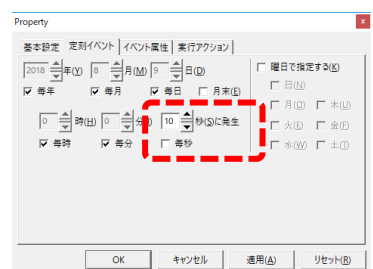 Property
基本設定 定刻イベント イベント属性 実行アクション
2018 年(Y) 8 月(M) 9 日(D) 曜日で指定する(K)
毎年 毎月 毎日 月末(E) 日(N)
月(O) 木(U)
0 時(H) 0 分 10 秒(S)に発生 火(E) 金(F)
毎時 毎分 毎秒 水(W) 土(T)
OK キャンセル 適用(A) リセット(R)